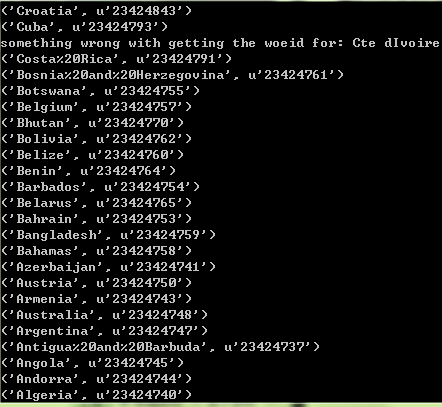 ('Croatia', u'23424843')
('Cuba', u'23424793')
something wrong with getting the woeid for: Cte dIvoire
('Costa%20Rica', u'23424791')
('Bosnia%20and%20Herzegovina', u'23424761')
('Botswana', u'23424755')
('Belgium', u'23424757')
('Bhutan', u'23424770')
('Bolivia', u'23424762')
('Belize', u'23424760')
('Benin', u'23424764')
('Barbados', u'23424754')
('Belarus', u'23424765')
('Bahrain', u'23424753')
('Bangladesh', u'23424759')
('Bahamas', u'23424758')
('Azerbaijan', u'23424741')
('Austria', u'23424750')
('Armenia', u'23424743')
('Australia', u'23424748')
('Argentina', u'23424747')
('Antigua%20and%20Barbuda', u'23424737')
('Angola', u'23424745')
('Andorra', u'23424744')
('Algeria', u'23424740')